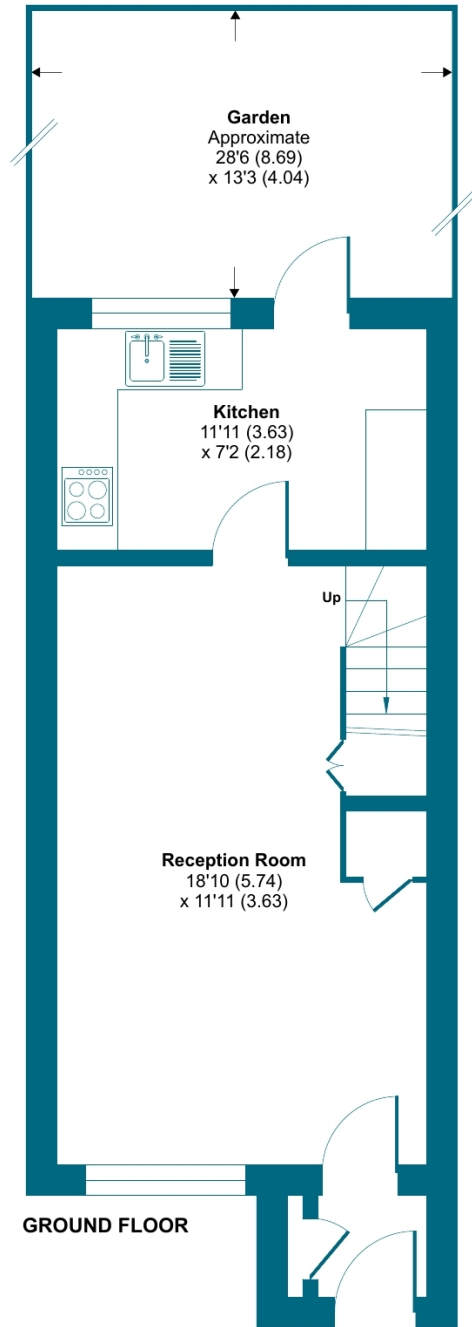 Garden
Approximate
28'6 (8.69)
x 13'3 (4.04)
Kitchen
11'11 (3.63)
x 7'2 (2.18)
Up
Reception Room
18'10 (5.74)
x 11'11 (3.63)
GROUND FLOOR